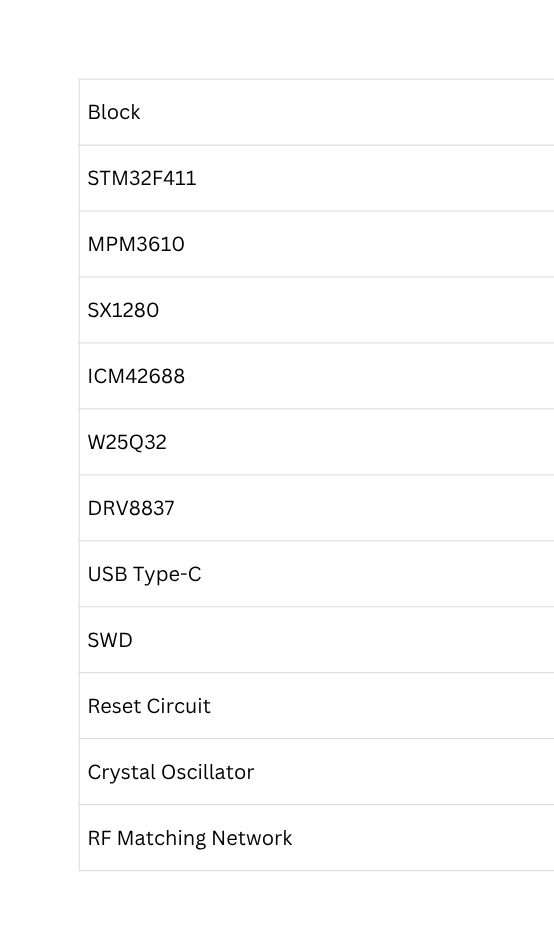 Block
STM32F411
MPM3610
SX1280
ICM42688
W25Q32
DRV8837
USB Type-C
SWD
Reset Circuit
Crystal Oscillator
RF Matching Network